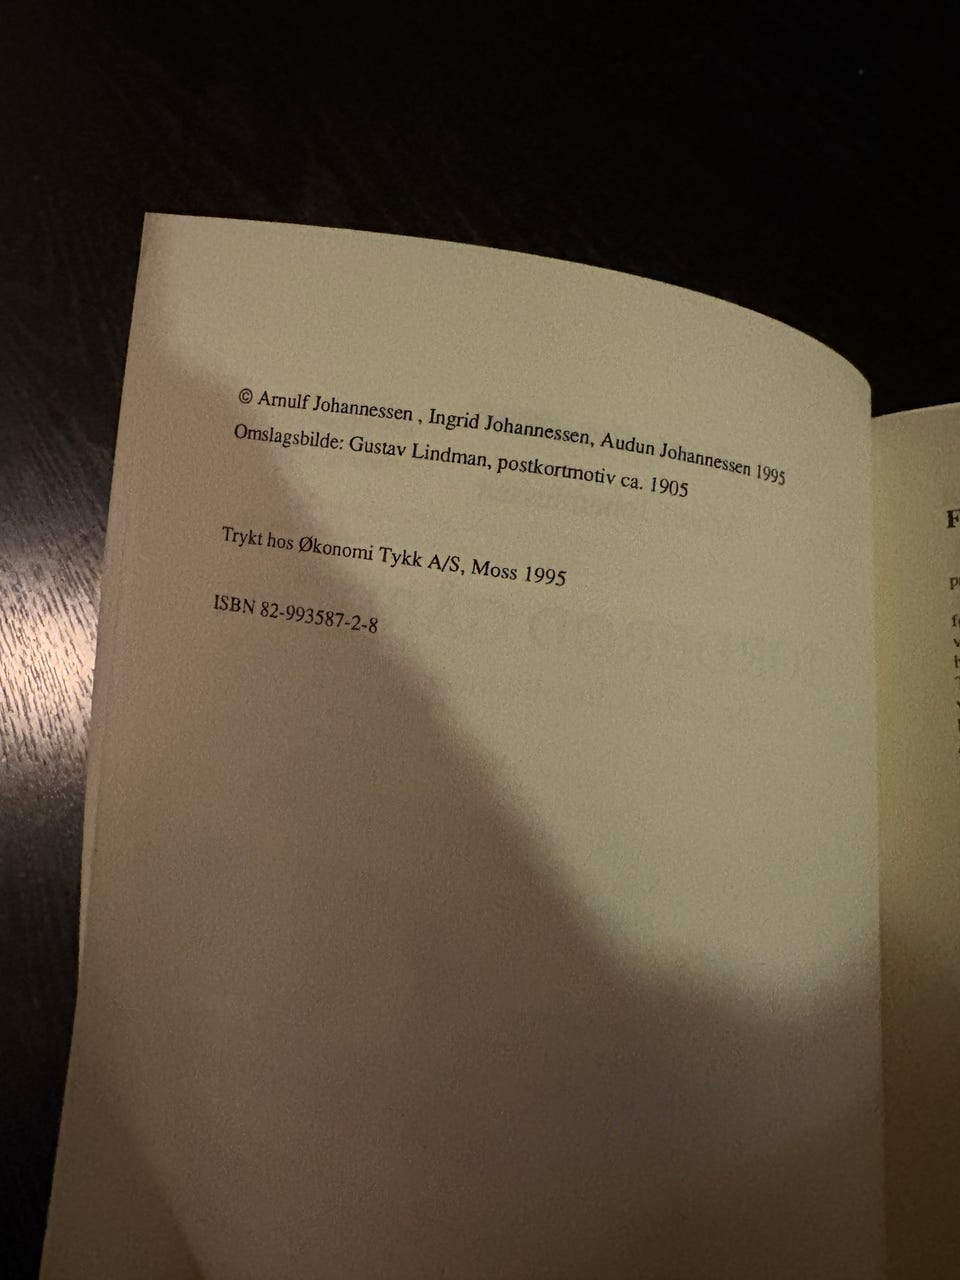 © Arnulf Johannessen , Ingrid Johannessen, Audun Johannessen 1995
Omslagsbilde: Gustav Lindman, postkortmotiv ca. 1905
Trykt hos Økonomi Tykk A/S, Moss 1995
ISBN 82-993587-2-8